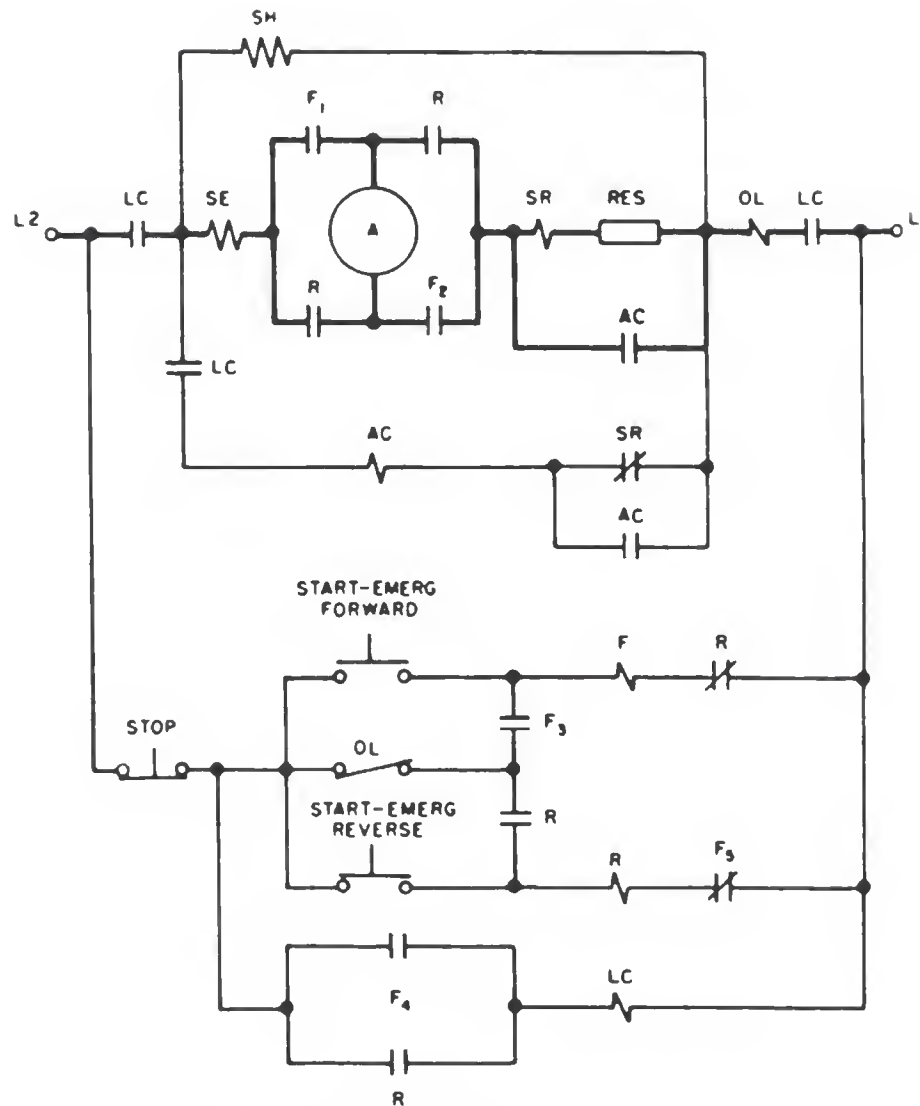 SH
F1
R
LC
SE
SR
RES
OL
LC
L2
A
L
R
F2
AC
LC
AC
SR
AC
START-EMERG
FORWARD
F
R
F3
STOP
OL
START-EMERG
REVERSE
R
R
F5
F4
LC
R